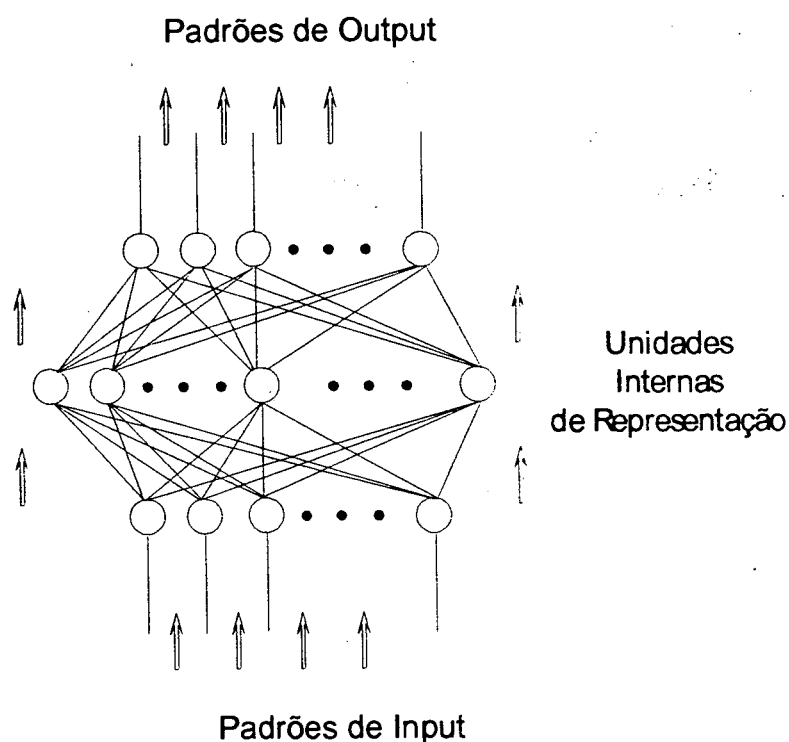 Padrões de Output
Unidades
Internas
de Representação
Padrões de Input